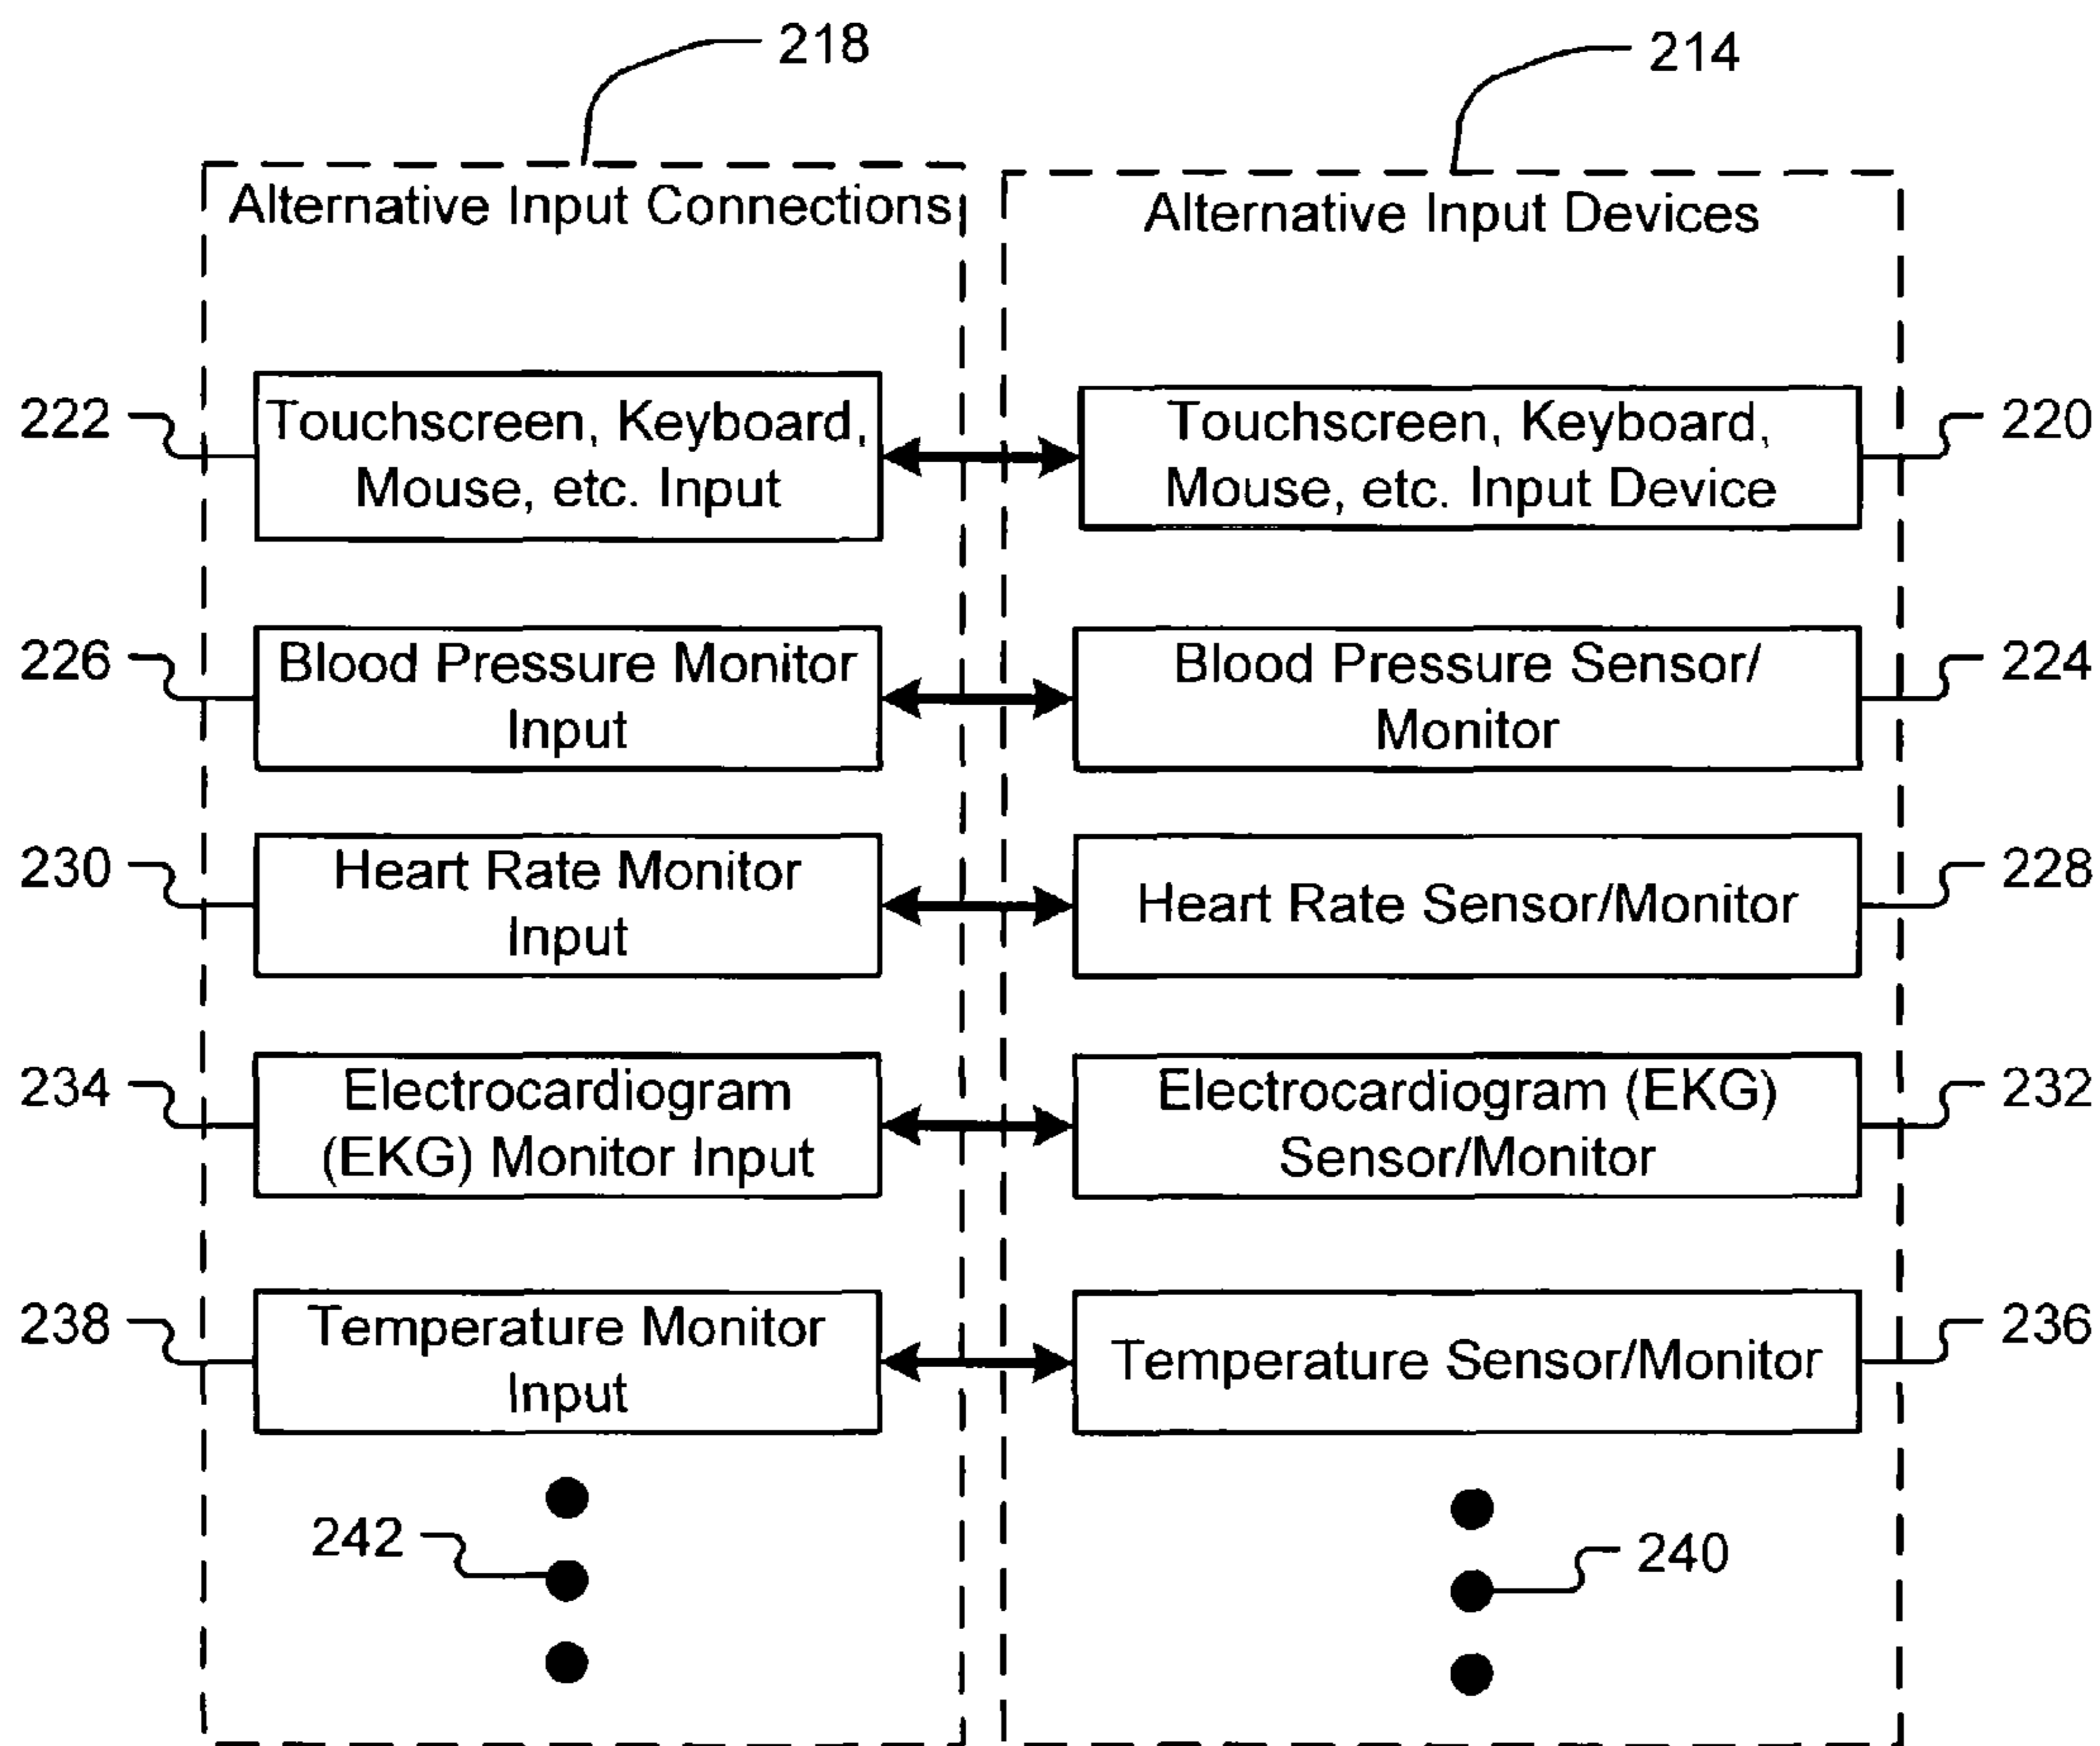 218
214
Alternative Input Connections
Alternative Input Devices
222
Touchscreen, Keyboard,
Mouse, etc. Input
Touchscreen, Keyboard,
Mouse, etc. Input Device
220
226
Blood Pressure Monitor
Input
Blood Pressure Sensor/
Monitor
224
230
Heart Rate Monitor
Input
Heart Rate Sensor/Monitor
228
234
Electrocardiogram
(EKG) Monitor Input
Electrocardiogram (EKG)
Sensor/Monitor
232
238
Temperature Monitor
Input
Temperature Sensor/Monitor
236
242
240